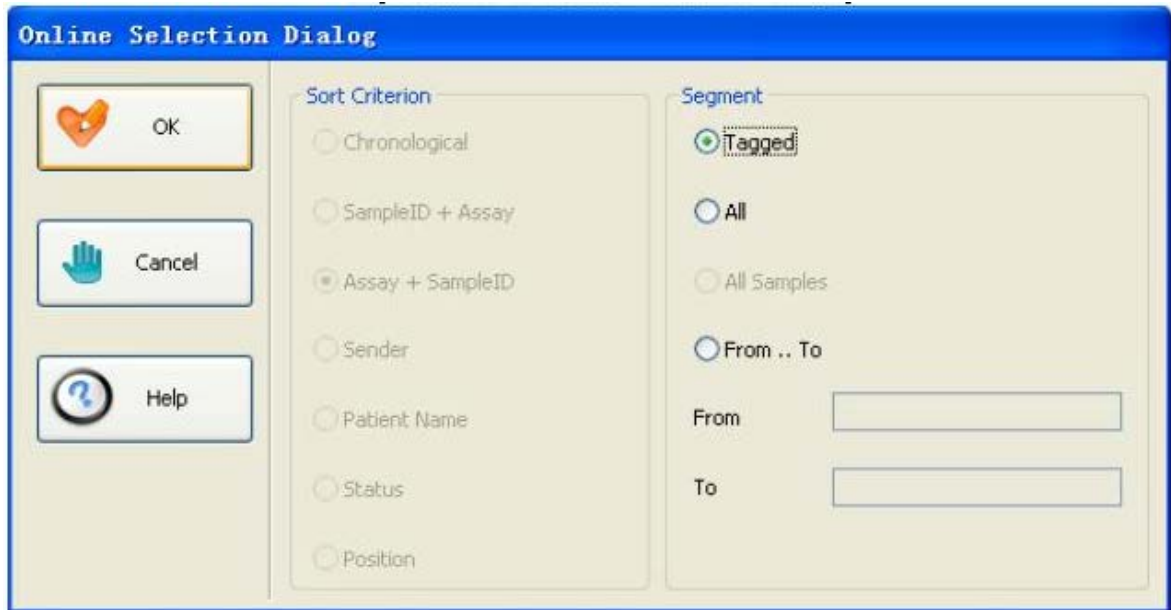 Online Selection Dialog
OK
Cancel
Help
Sort Criterion
Chronological
SampleID + Assay
Assay + SampleID
Sender
Patient Name
Status
Position
Segment
Tagged
All
All Samples
From .. To
From
To